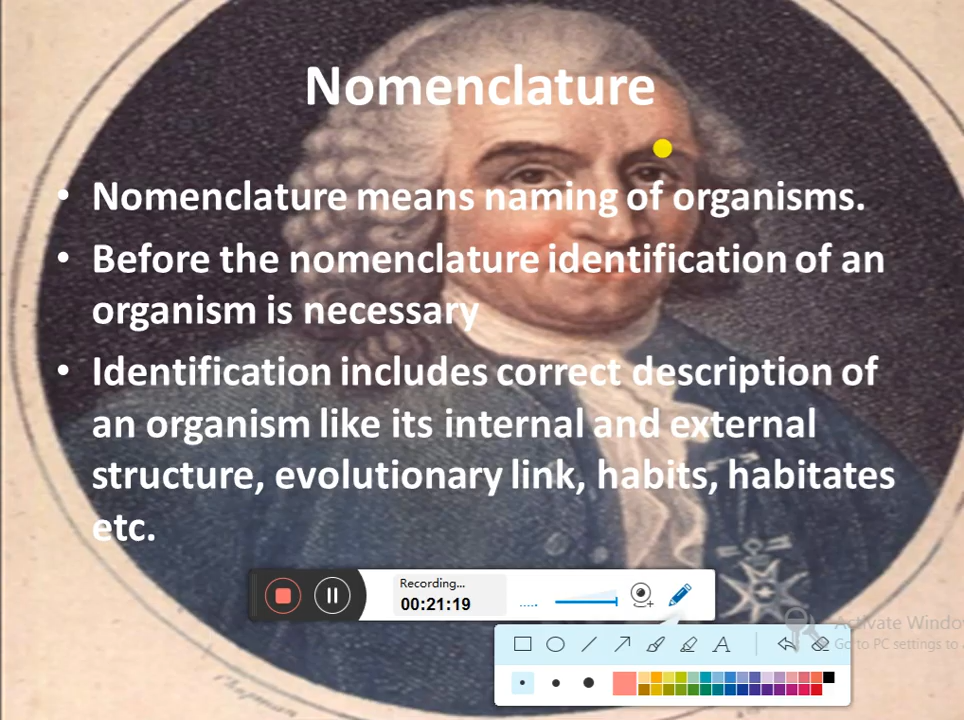 Nomenclature
• Nomenclature means naming of organisms.
• Before the nomenclature identification of an
organism is necessary
• Identification includes correct description of
an organism like its internal and external
structure, evolutionary link, habits, habitates
etc.
Recording...
00:21:19
A
Activate Windo
Go to PC settings to a